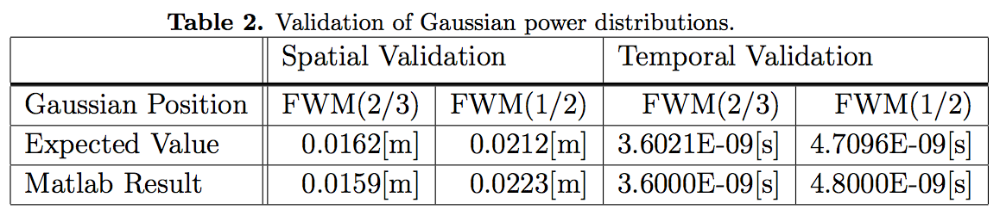 Table 2. Validation of Gaussian power distributions.
Spatial Validation Temporal Validation
Gaussian Position FWM(2/3) FWM(1/2) FWM(2/3) FWM(1/2)
Expected Value 0.0162[m] 0.0212[m] 3.6021E-09[s] 4.7096E-09[s]
Matlab Result 0.0159[m] 0.0223[m] 3.6000E-09[s] 4.8000E-09[s]